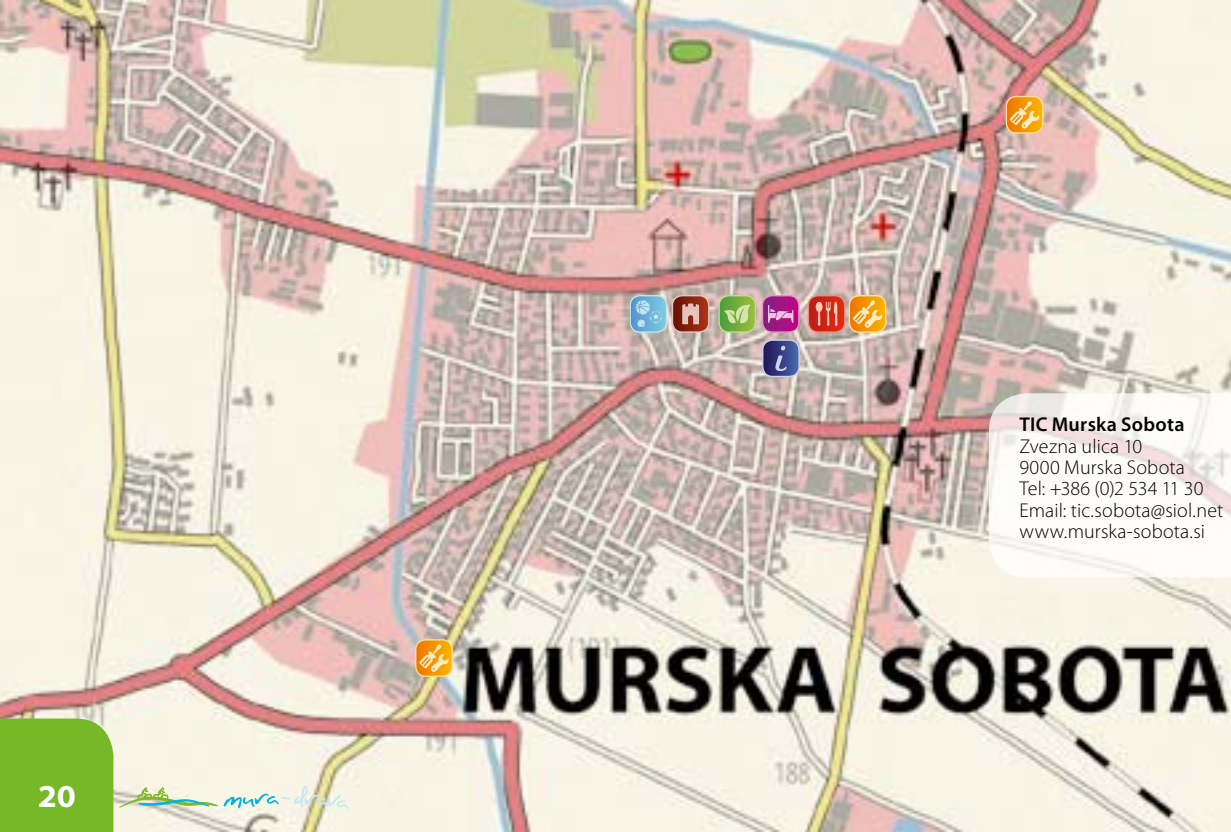 191
TIC Murska Sobota
Zvezna ulica 10
9000 Murska Sobota
Tel: +386 (0)2 534 11 30
Email: tic.sobota@siol.net
www.murska-sobota.si
(191)
MURSKA SOBOTA
191
191
188
20
mura-drava